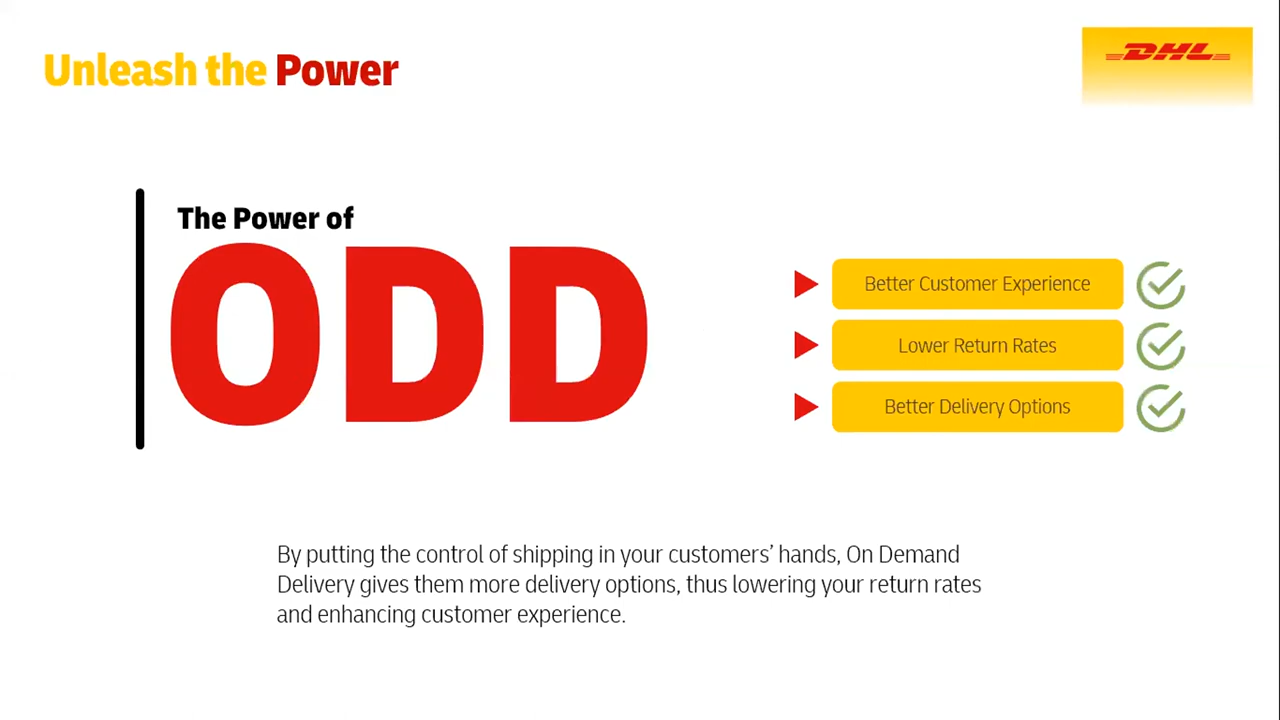 Unleash the Power
DHL
The Power of
ODD
Better Customer Experience
Lower Return Rates
Better Delivery Options
By putting the control of shipping in your customers’ hands, On Demand
Delivery gives them more delivery options, thus lowering your return rates
and enhancing customer experience.